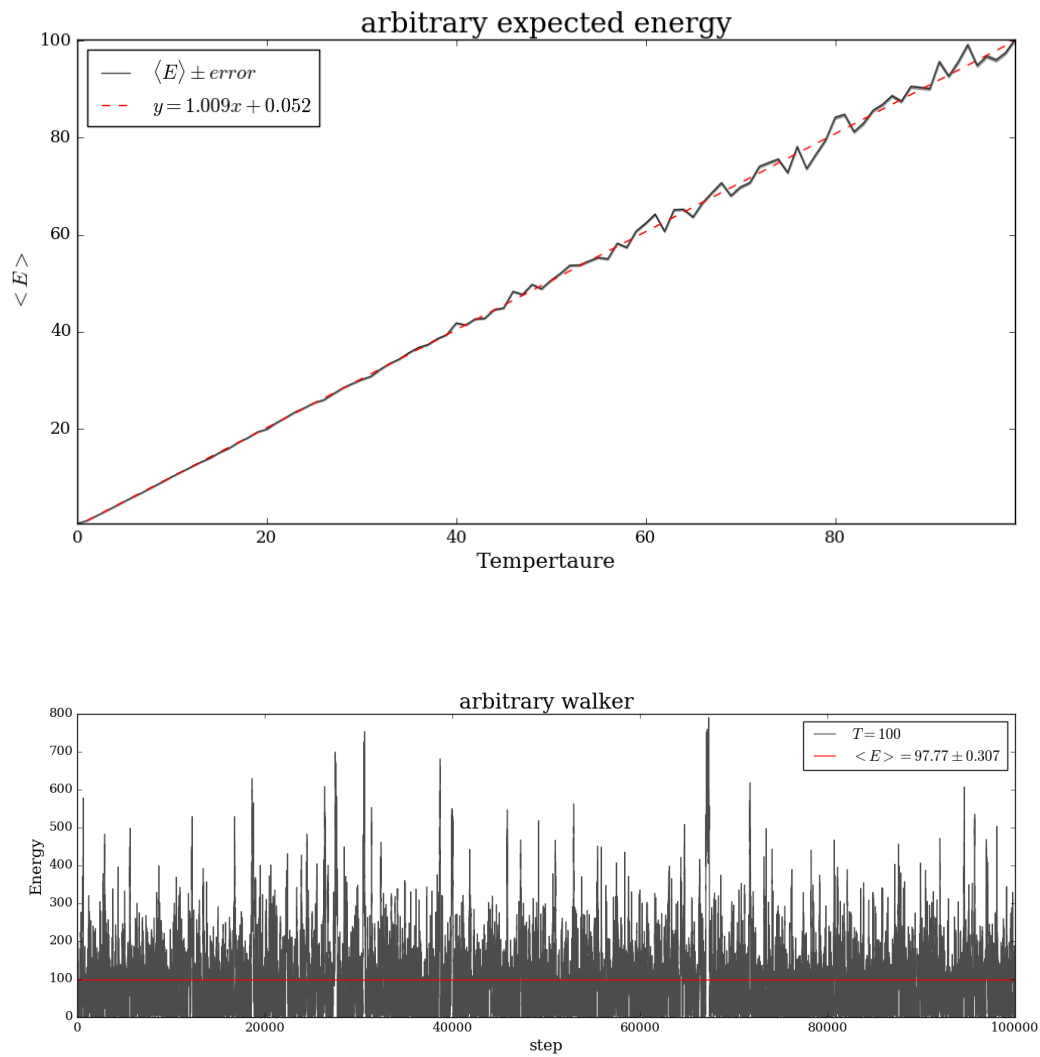 arbitrary expected energy
⟨E⟩ ± error
y = 1.009x + 0.052
100
80
60
40
20
<E>
0 20 40 60 80
Tempertaure
arbitrary walker
T = 100
<E> = 97.77 ± 0.307
800
700
600
500
400
300
200
100
0
Energy
0 20000 40000 60000 80000 100000
step